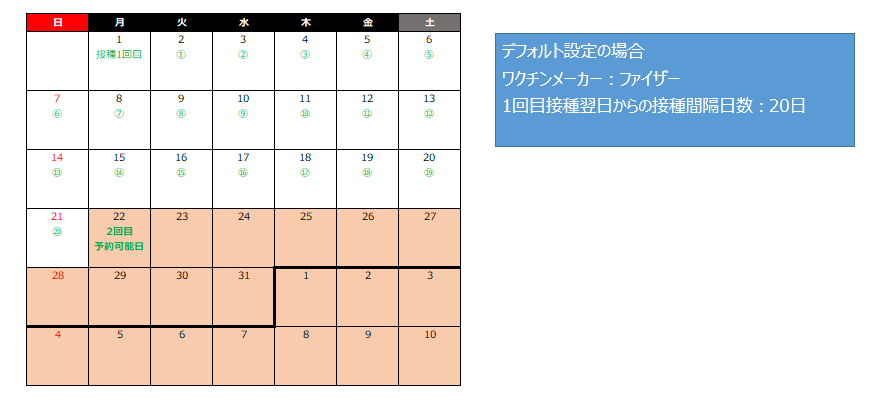 日 月 火 水 木 金 土
1 2 3 4 5 6
接種1回目 ① ② ③ ④ ⑤
7 8 9 10 11 12 13
⑥ ⑦ ⑧ ⑨ ⑩ ⑪ ⑫
14 15 16 17 18 19 20
⑬ ⑭ ⑮ ⑯ ⑰ ⑱ ⑲
21 22 23 24 25 26 27
⑳ 2回目
予約可能日
28 29 30 31 1 2 3
4 5 6 7 8 9 10
デフォルト設定の場合
ワクチンメーカー：ファイザー
1回目接種翌日からの接種間隔日数：20日